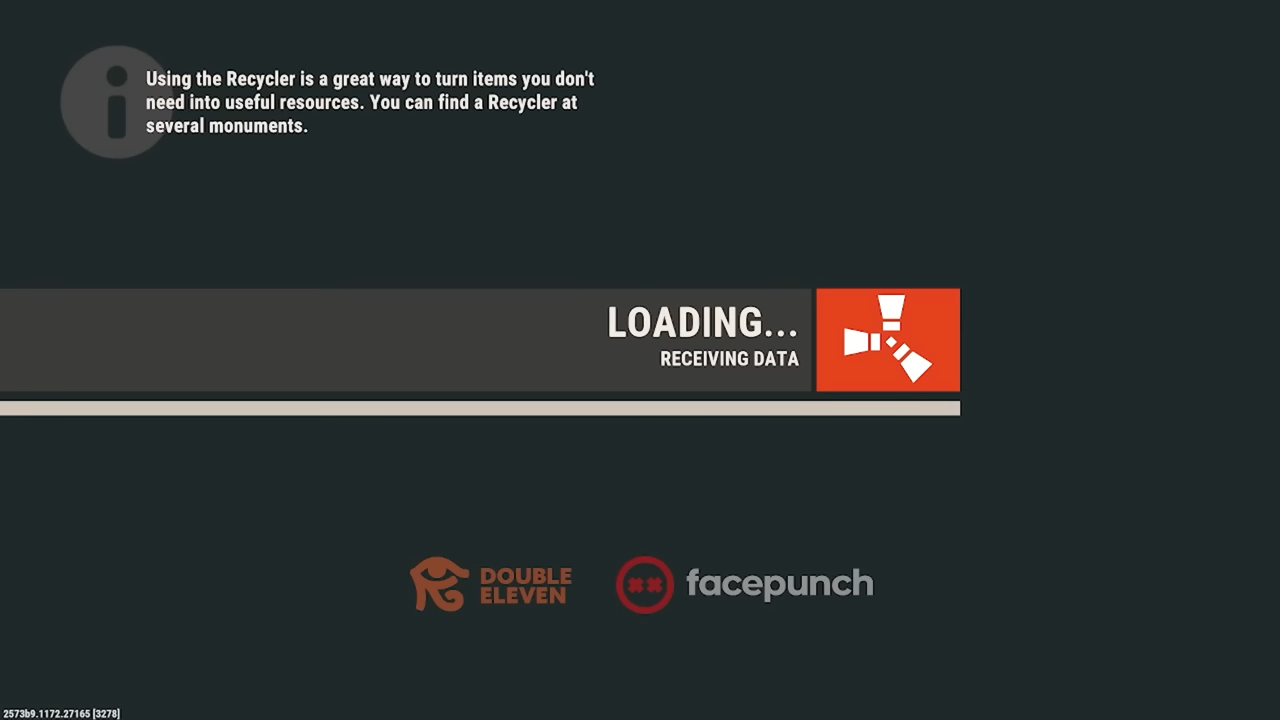 Using the Recycler is a great way to turn items you don't
need into useful resources. You can find a Recycler at
several monuments.
LOADING...
RECEIVING DATA
DOUBLE
ELEVEN
facepunch
2573b9.1172.27165 [3278]